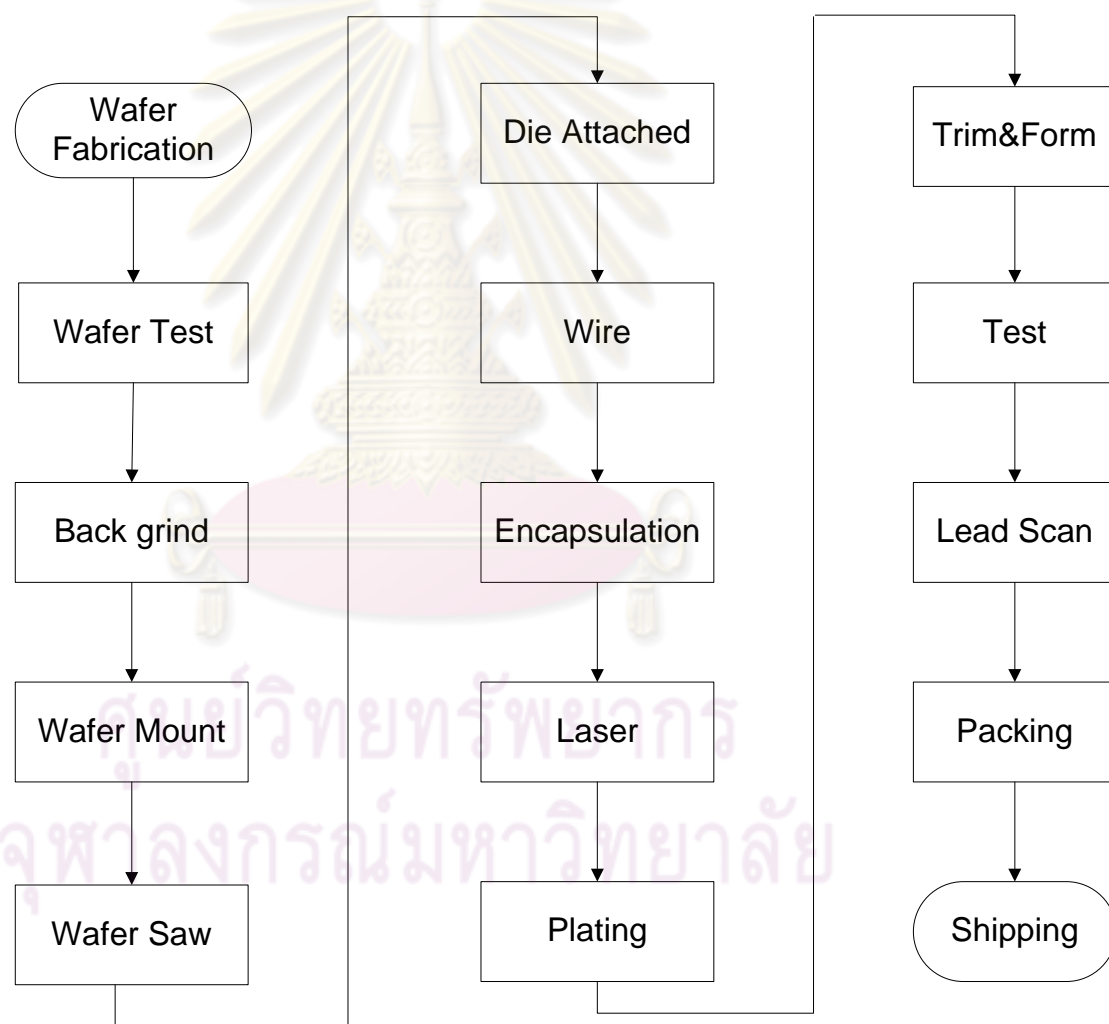 Wafer
Fabrication
Wafer Test
Back grind
Wafer Mount
Wafer Saw
Die Attached
Wire
Encapsulation
Laser
Plating
Trim&Form
Test
Lead Scan
Packing
Shipping
ศูนย์วิทยทรัพยากร
จุฬาลงกรณ์มหาวิทยาลัย